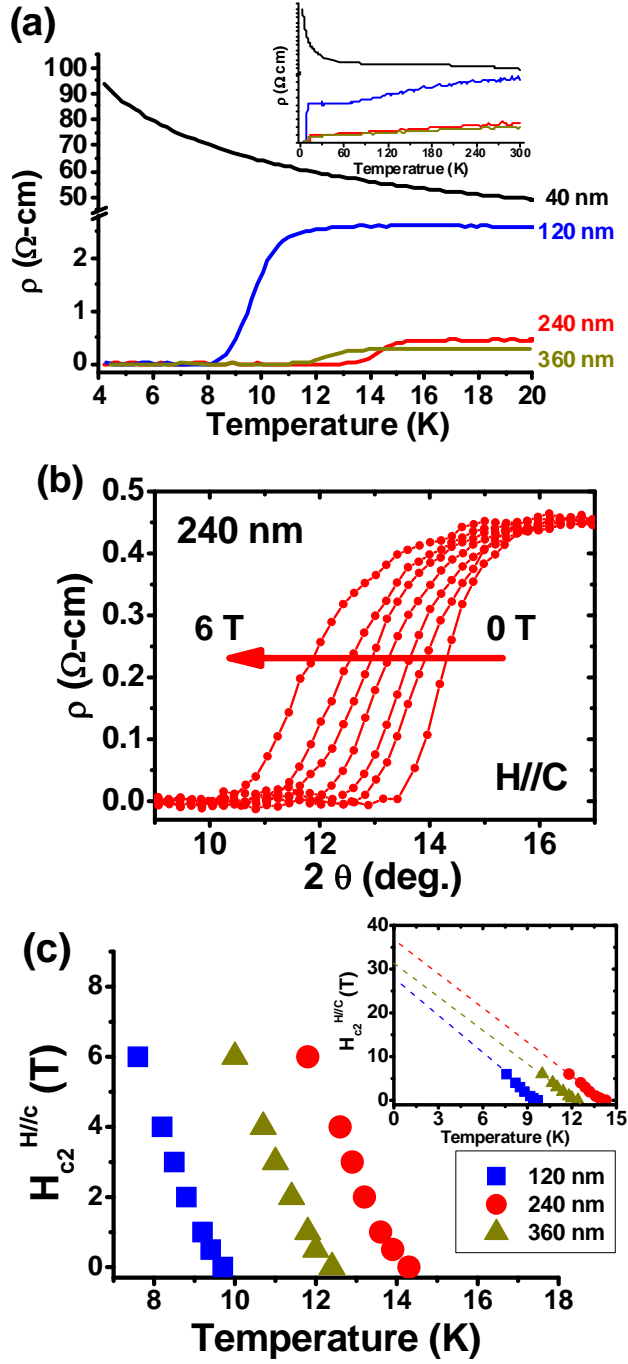 (a)
100
90
80
70
60
50
2
1
0
ρ (Ω-cm)
4 6 8 10 12 14 16 18 20
Temperature (K)
40 nm
120 nm
240 nm
360 nm
ρ (Ω cm)
0 60 120 180 240 300
Temperatrue (K)
(b)
240 nm
0.5
0.4
0.3
0.2
0.1
0.0
ρ (Ω-cm)
6 T
0 T
H//C
10 12 14 16
2 θ (deg.)
(c)
8
6
4
2
0
Hc2 H//c (T)
8 10 12 14 16 18
Temperature (K)
40
30
20
10
0
Hc2 H//C (T)
0 3 6 9 12 15
Temperature (K)
120 nm
240 nm
360 nm